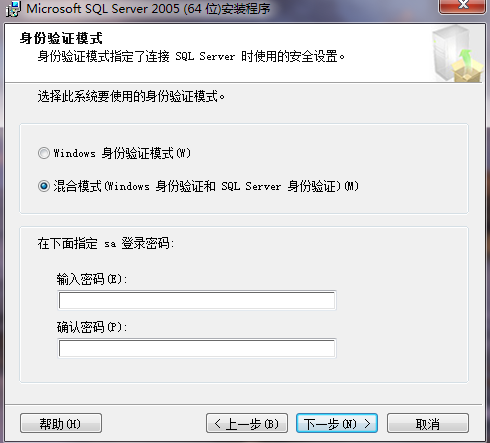 Microsoft SQL Server 2005 (64 位)安装程序
身份验证模式
身份验证模式指定了连接 SQL Server 时使用的安全设置。
选择此系统要使用的身份验证模式。
Windows 身份验证模式(W)
混合模式(Windows 身份验证和 SQL Server 身份验证)(M)
在下面指定 sa 登录密码:
输入密码(E):
确认密码(P):
帮助(H)
< 上一步(B)
下一步(N) >
取消